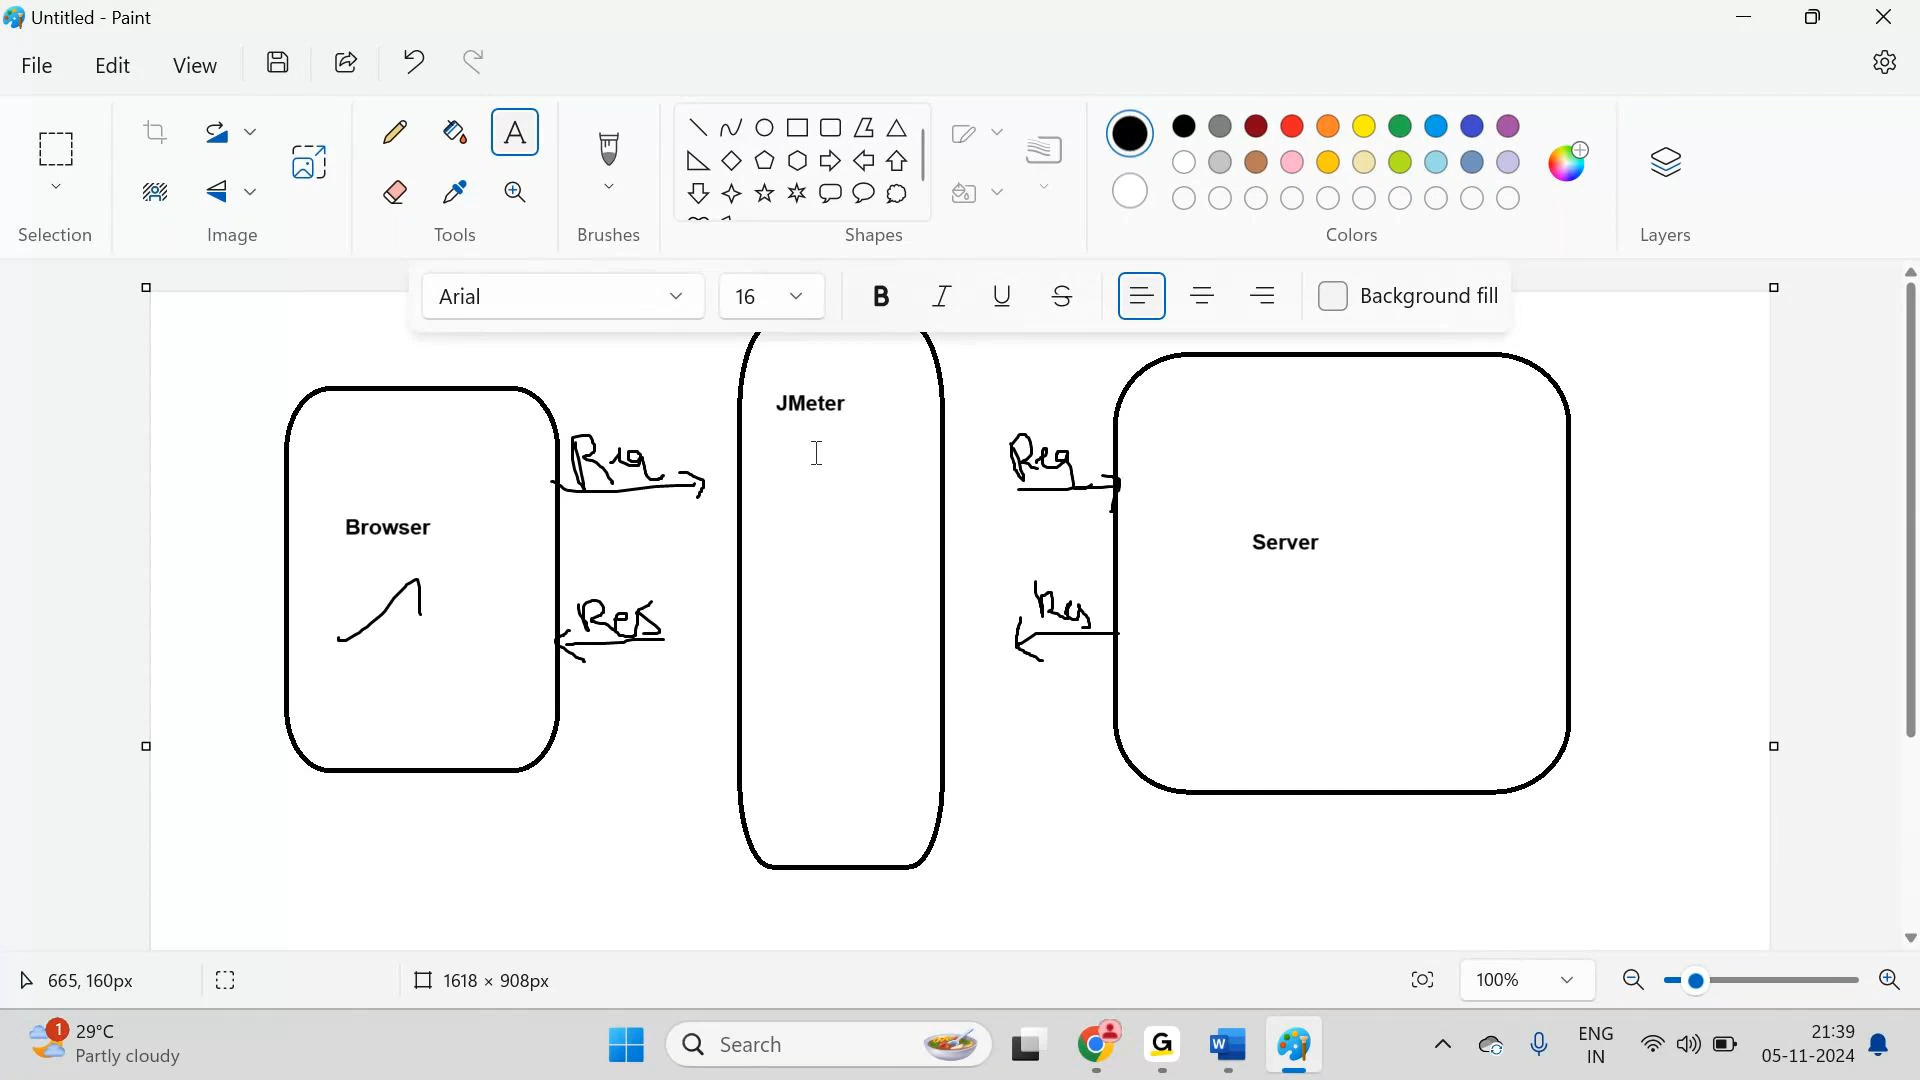 Untitled - Paint
File Edit View
Selection Image Tools Brushes Shapes Colors Layers
Arial 16 B I U Background fill
JMeter
Req Req
Browser Server
Res Res
665, 160px 1618 × 908px 100%
1 29°C
Partly cloudy
Search
ENG
IN
21:39
05-11-2024